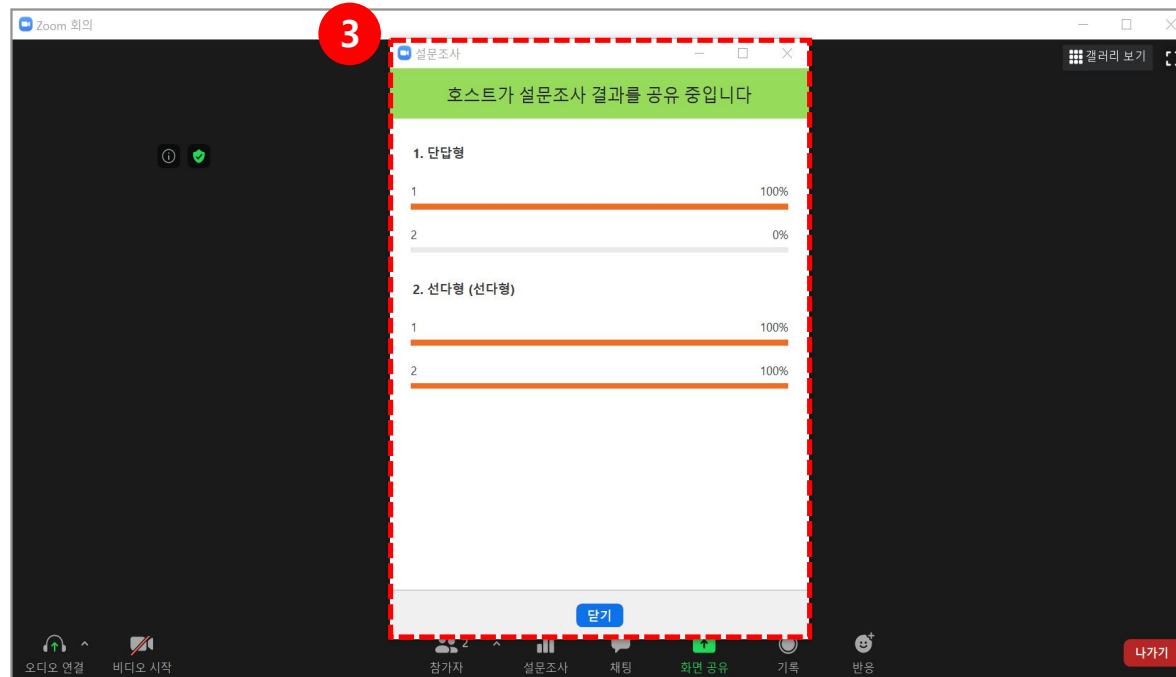 Zoom 회의
3
설문조사
갤러리 보기
호스트가 설문조사 결과를 공유 중입니다
1. 단답형
1 100%
2 0%
2. 선다형 (선다형)
1 100%
2 100%
닫기
2
오디오 연결 비디오 시작 참가자 설문조사 채팅 화면 공유 기록 반응 나가기